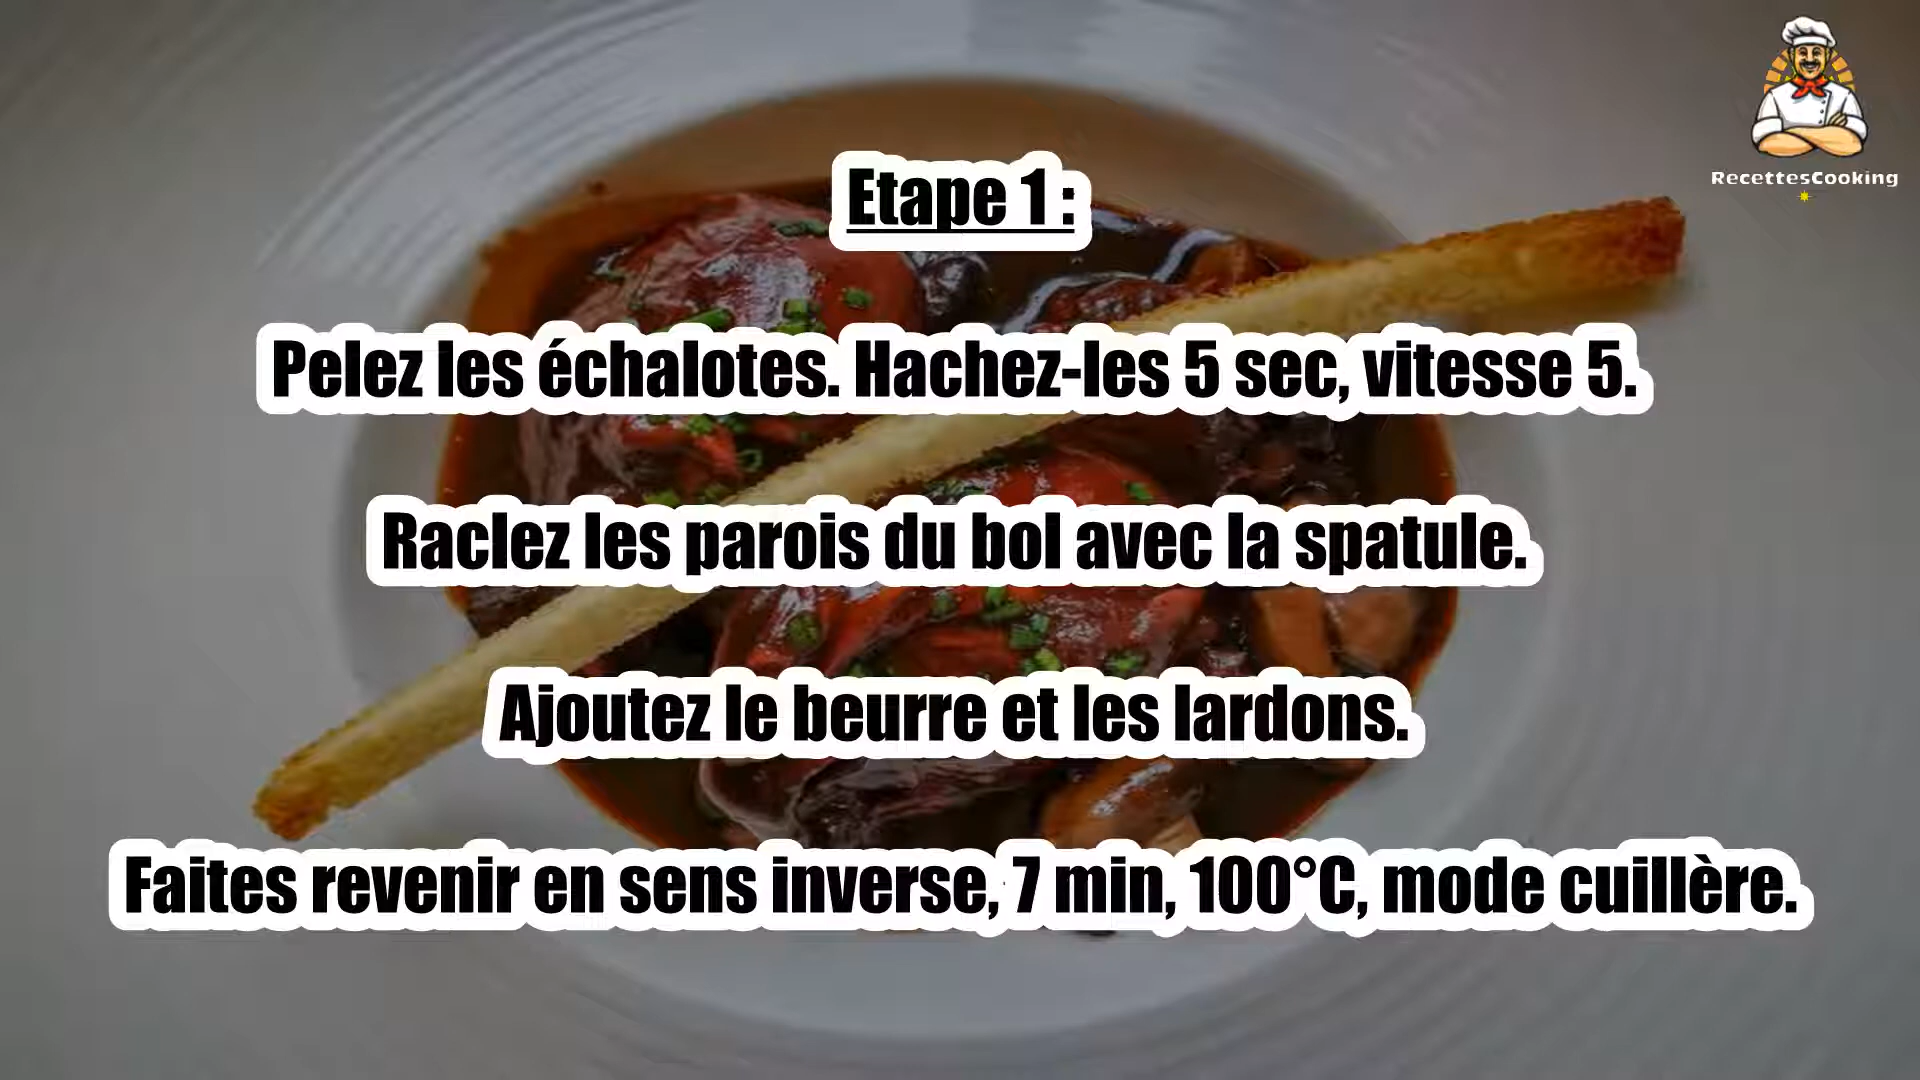 RecettesCooking
Etape 1 :
Pelez les échalotes. Hachez-les 5 sec, vitesse 5.
Raclez les parois du bol avec la spatule.
Ajoutez le beurre et les lardons.
Faites revenir en sens inverse, 7 min, 100°C, mode cuillère.